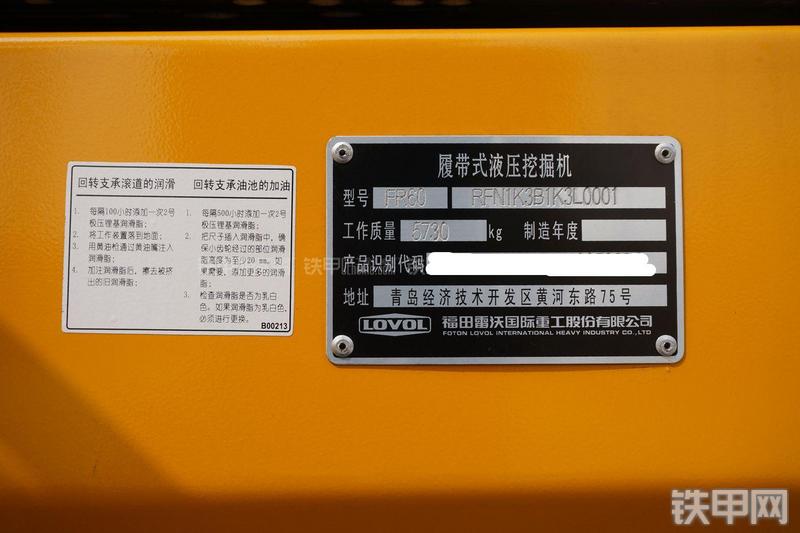 回转支承滚道的润滑
1. 每隔100小时添加一次2号
极压锂基润滑脂；
2. 将工作装置落到地面；
3. 用黄油枪通过黄油嘴注入
润滑脂；
4. 加注润滑脂后，擦去被挤
出的旧润滑脂；
回转支承油池的加油
1. 每隔500小时添加一次2号
极压锂基润滑脂；
2. 把尺子插入润滑脂中，确
保小齿轮经过的部位润滑
脂高度为至少20 mm。如
果需要，添加更多的润滑
脂；
3. 检查润滑脂是否为乳白
色。如果润滑脂为乳白色，
必须进行更换。
B00213
履带式液压挖掘机
型号 FR60 RFN1K3B1K3L0001
工作质量 5730 kg 制造年度
产品识别代码
地址 青岛经济技术开发区黄河东路75号
LOVOL 福田雷沃国际重工股份有限公司
FOTON LOVOL INTERNATIONAL HEAVY INDUSTRY CO.,LTD
铁甲网